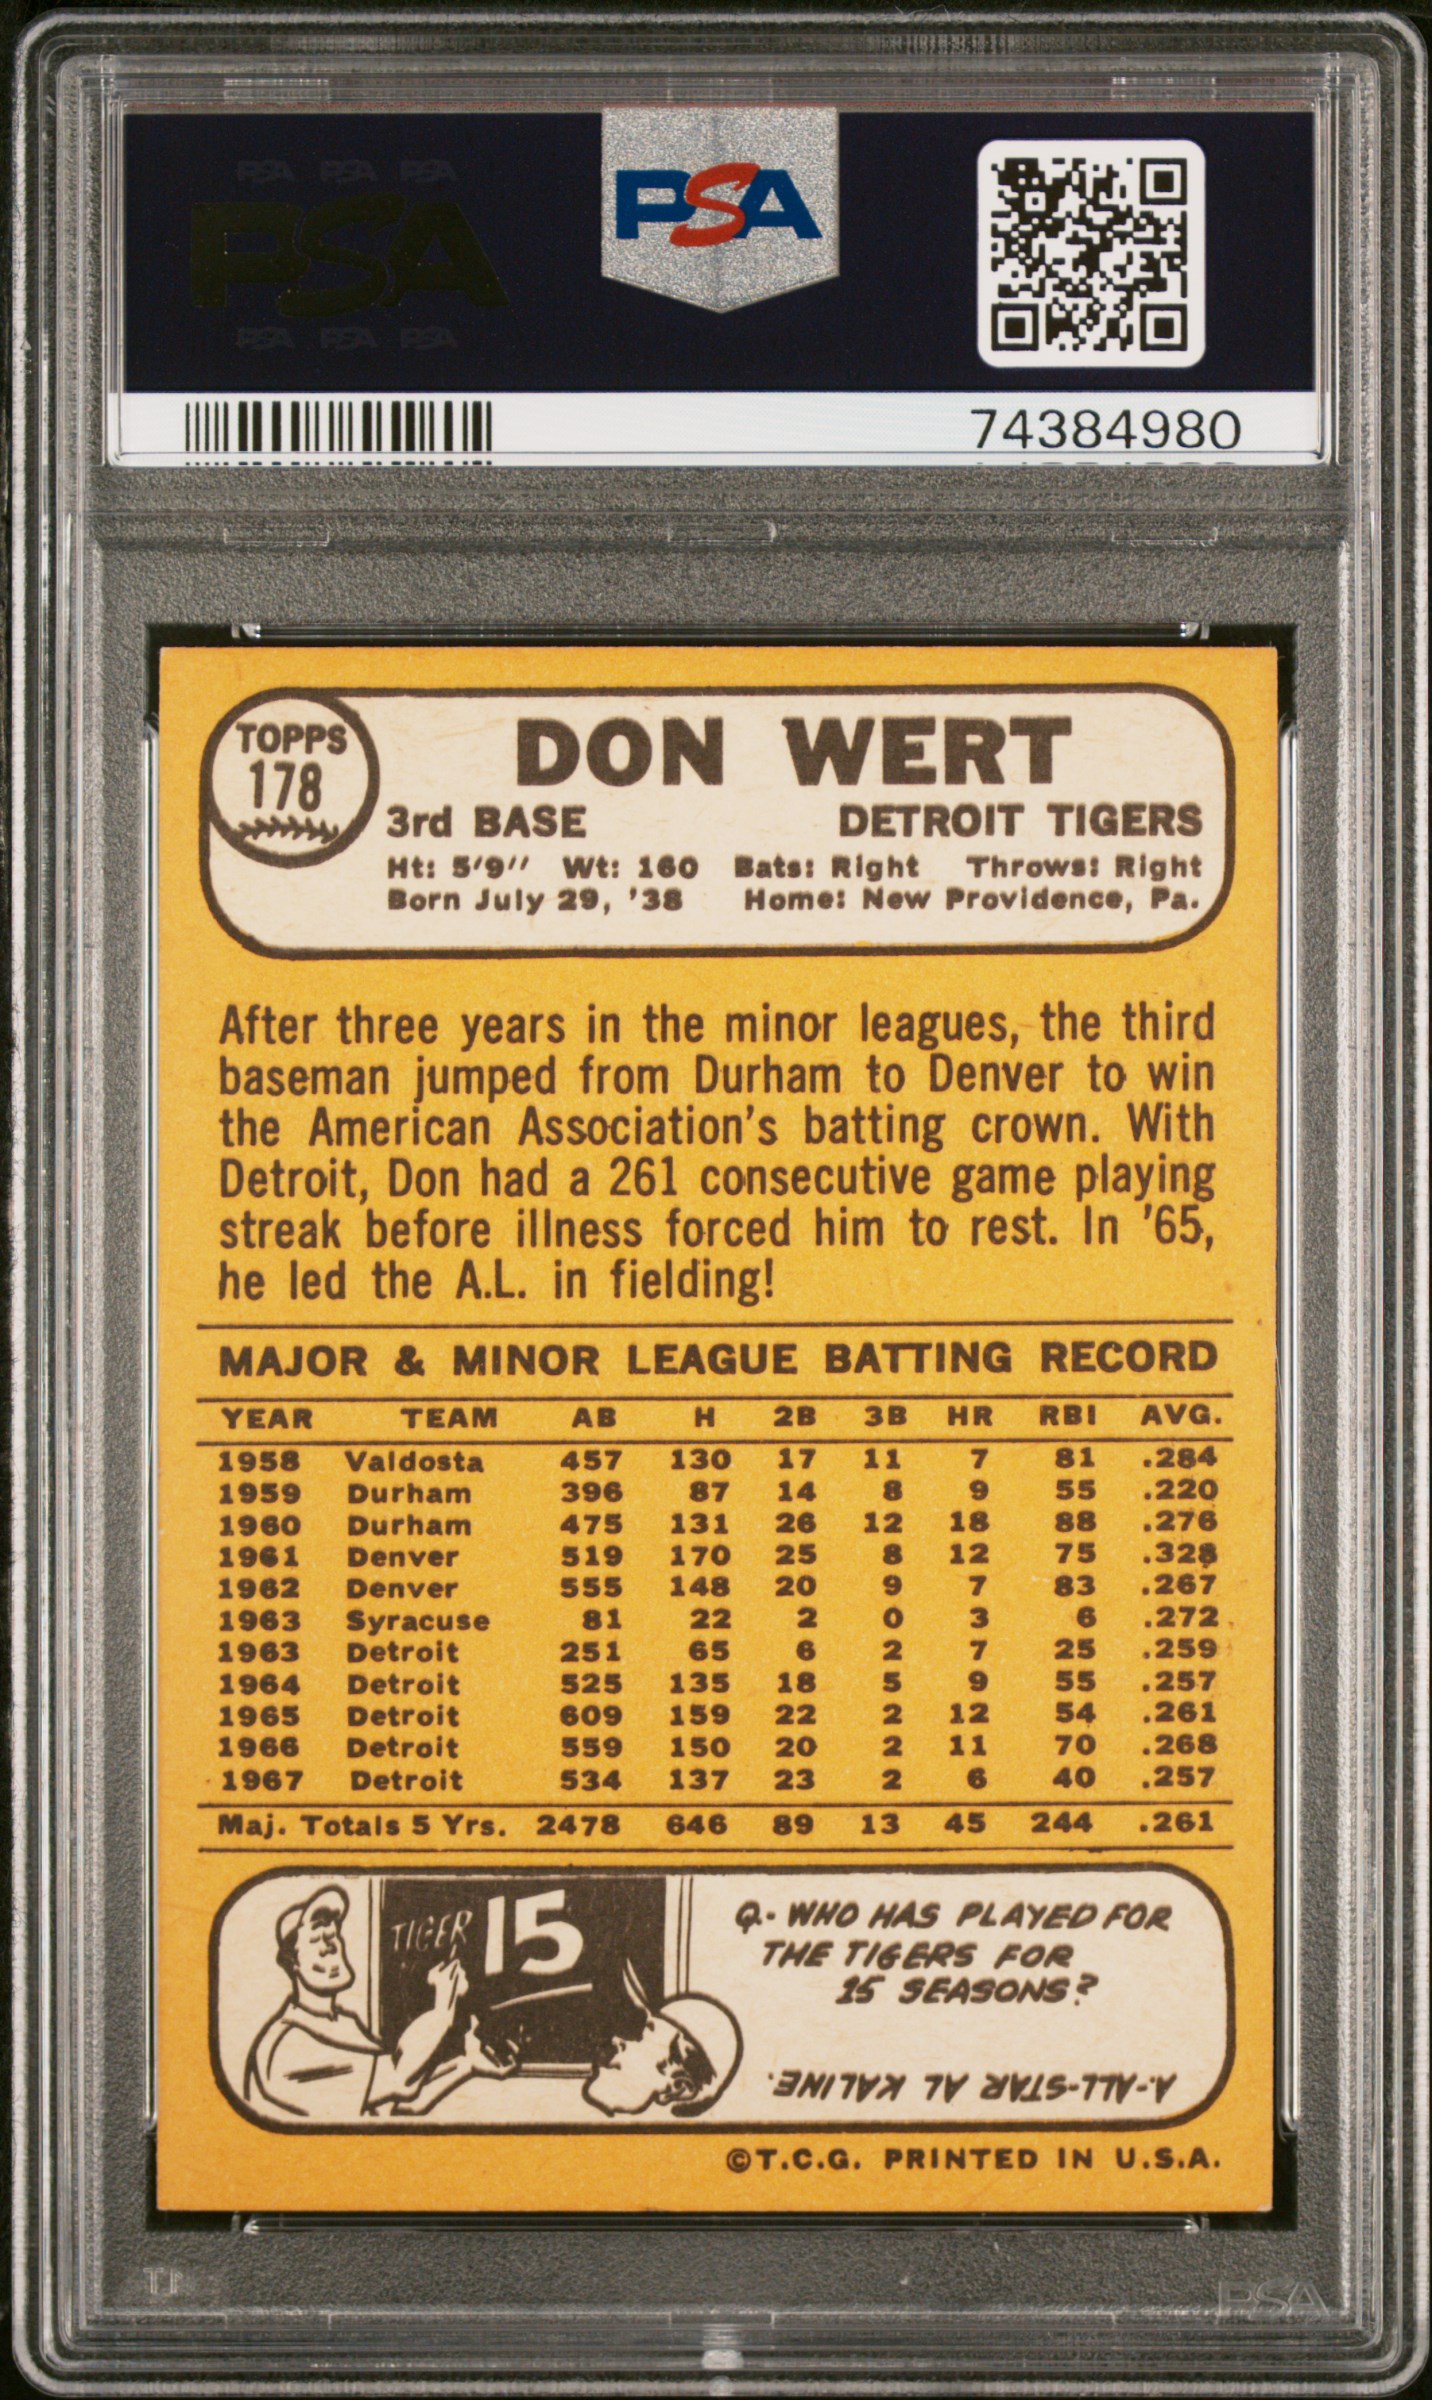 PSA PSA PSA
PSA
PSA PSA PSA
PSA
74384980
TOPPS
178
DON WERT
3rd BASE DETROIT TIGERS
Ht: 5'9" Wt: 160 Bats: Right Throws: Right
Born July 29, '38 Home: New Providence, Pa.
After three years in the minor leagues, the third
baseman jumped from Durham to Denver to win
the American Association's batting crown. With
Detroit, Don had a 261 consecutive game playing
streak before illness forced him to rest. In '65,
he led the A.L. in fielding!
MAJOR & MINOR LEAGUE BATTING RECORD
YEAR TEAM AB H 2B 3B HR RBI AVG.
1958 Valdosta 457 130 17 11 7 81 .284
1959 Durham 396 87 14 8 9 55 .220
1960 Durham 475 131 26 12 18 88 .276
1961 Denver 519 170 25 8 12 75 .328
1962 Denver 555 148 20 9 7 83 .267
1963 Syracuse 81 22 2 0 3 6 .272
1963 Detroit 251 65 6 2 7 25 .259
1964 Detroit 525 135 18 5 9 55 .257
1965 Detroit 609 159 22 2 12 54 .261
1966 Detroit 559 150 20 2 11 70 .268
1967 Detroit 534 137 23 2 6 40 .257
Maj. Totals 5 Yrs. 2478 646 89 13 45 244 .261
TIGER 15
Q.- WHO HAS PLAYED FOR
THE TIGERS FOR
15 SEASONS?
A.-ALL-STAR AL KALINE.
©T.C.G. PRINTED IN U.S.A.
PSA